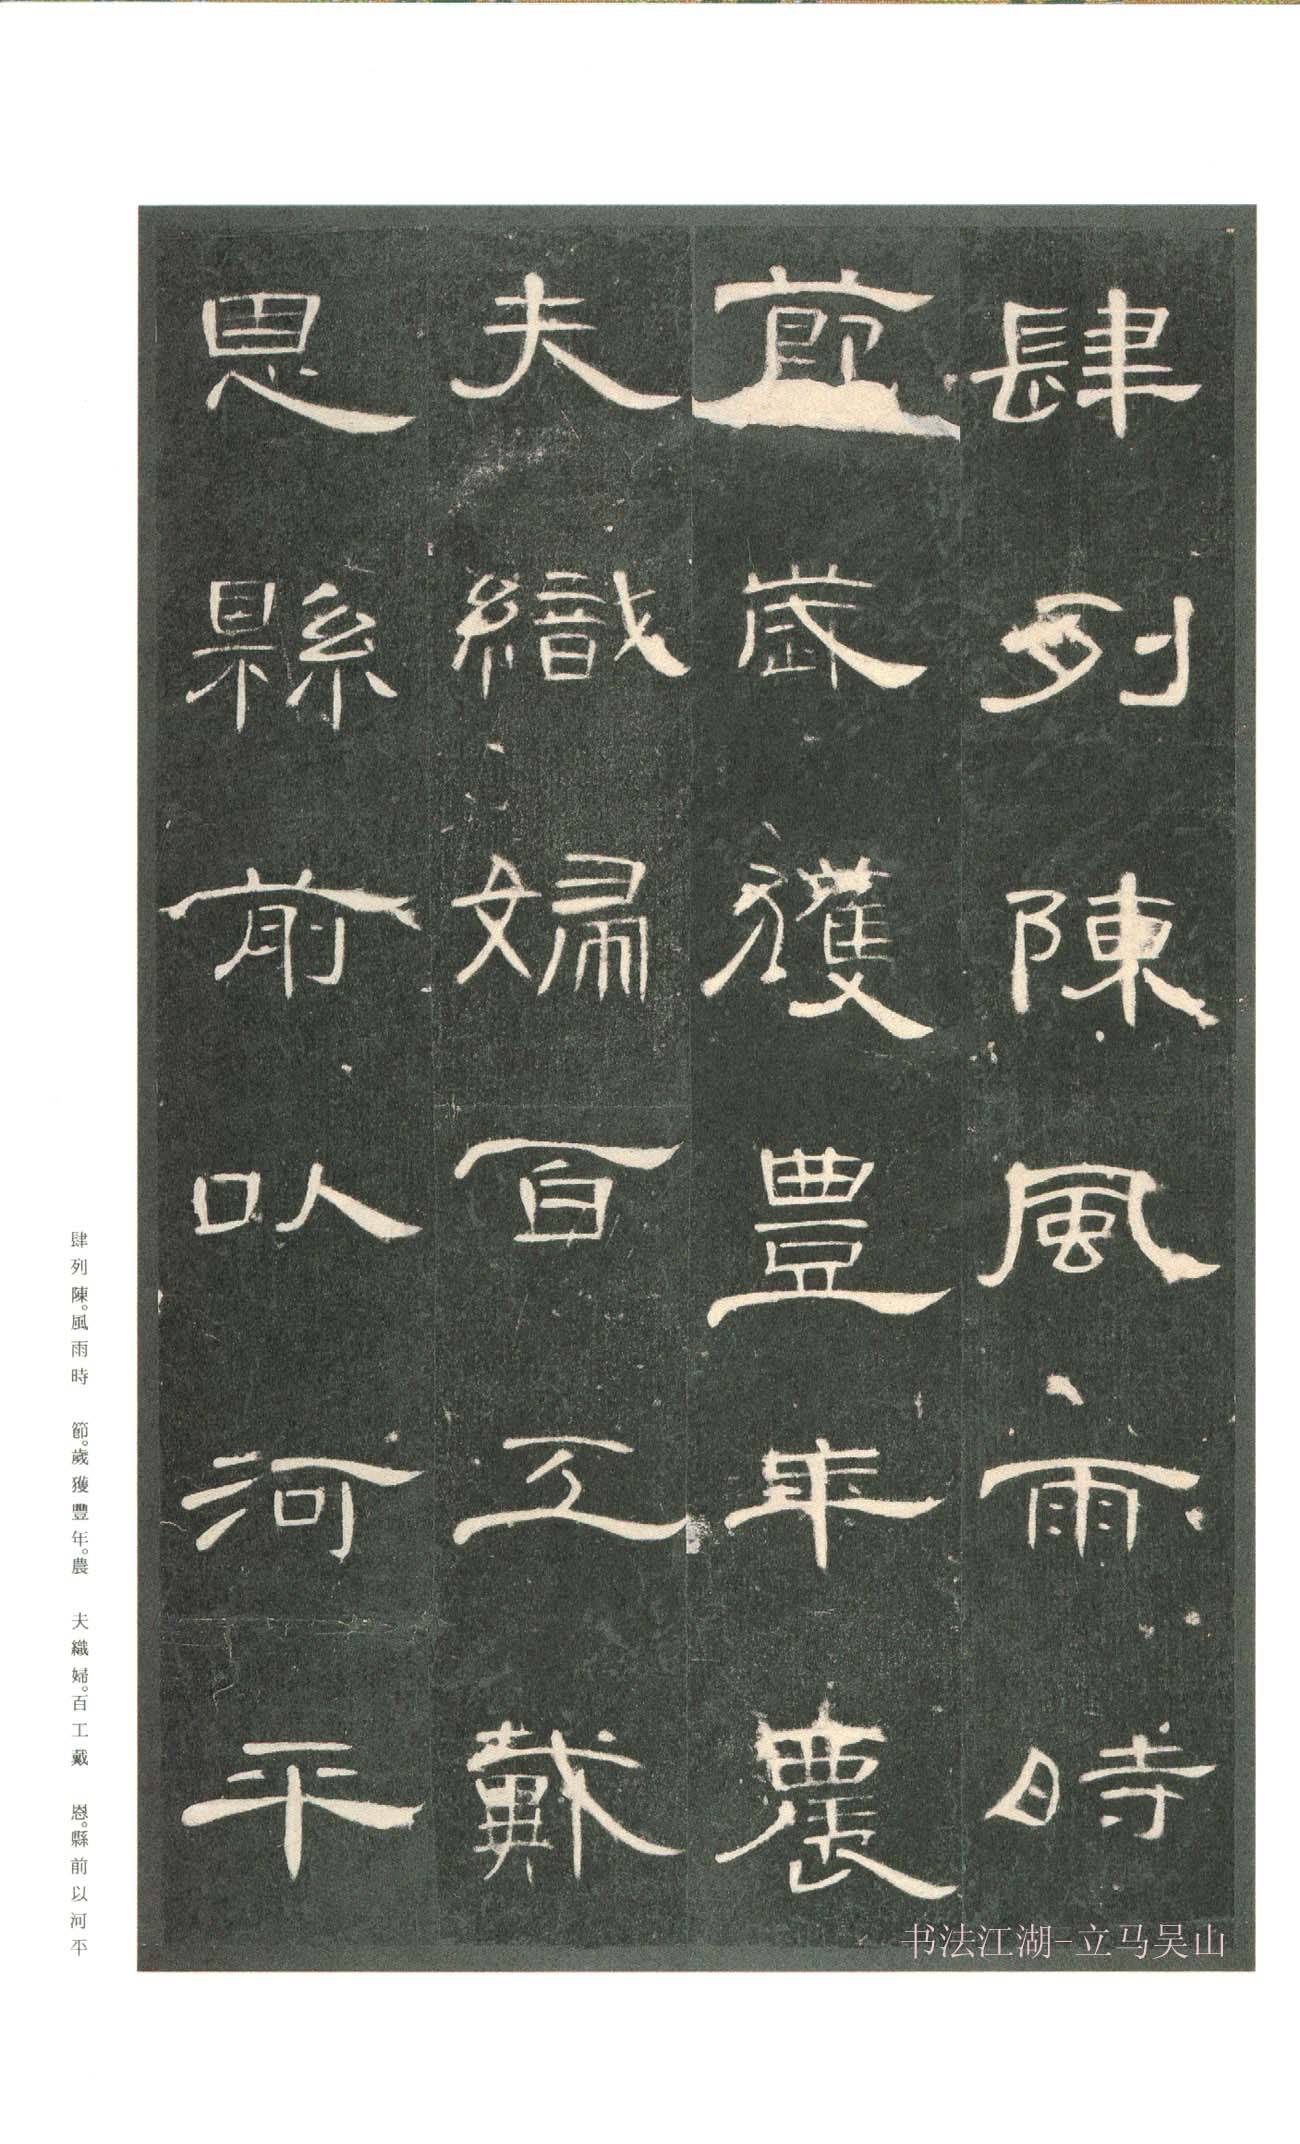 肆列陳風雨時
節歲獲豐年農
夫織婦百工戴
恩縣前以河平
肆列陳。風雨時 節。歲獲豐年。農 夫織婦。百工戴 恩。縣前以河平
书法江湖-立马吴山